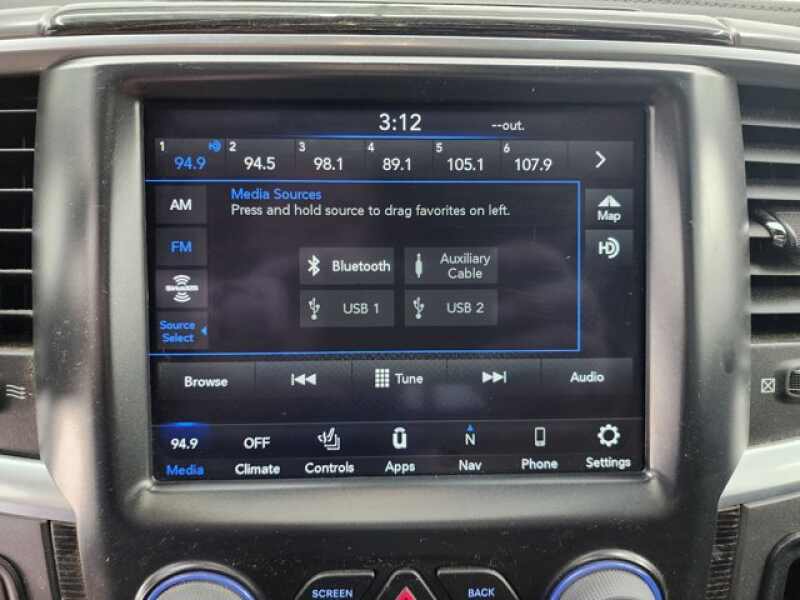 3:12 --out.
1 94.9 HD 2 94.5 3 98.1 4 89.1 5 105.1 6 107.9
Media Sources
Press and hold source to drag favorites on left.
AM
FM
SiriusXM
Source
Select
Bluetooth
Auxiliary
Cable
USB 1
USB 2
Map
HD
Browse Tune Audio
94.9 OFF ū N
Media Climate Controls Apps Nav Phone Settings
SCREEN BACK